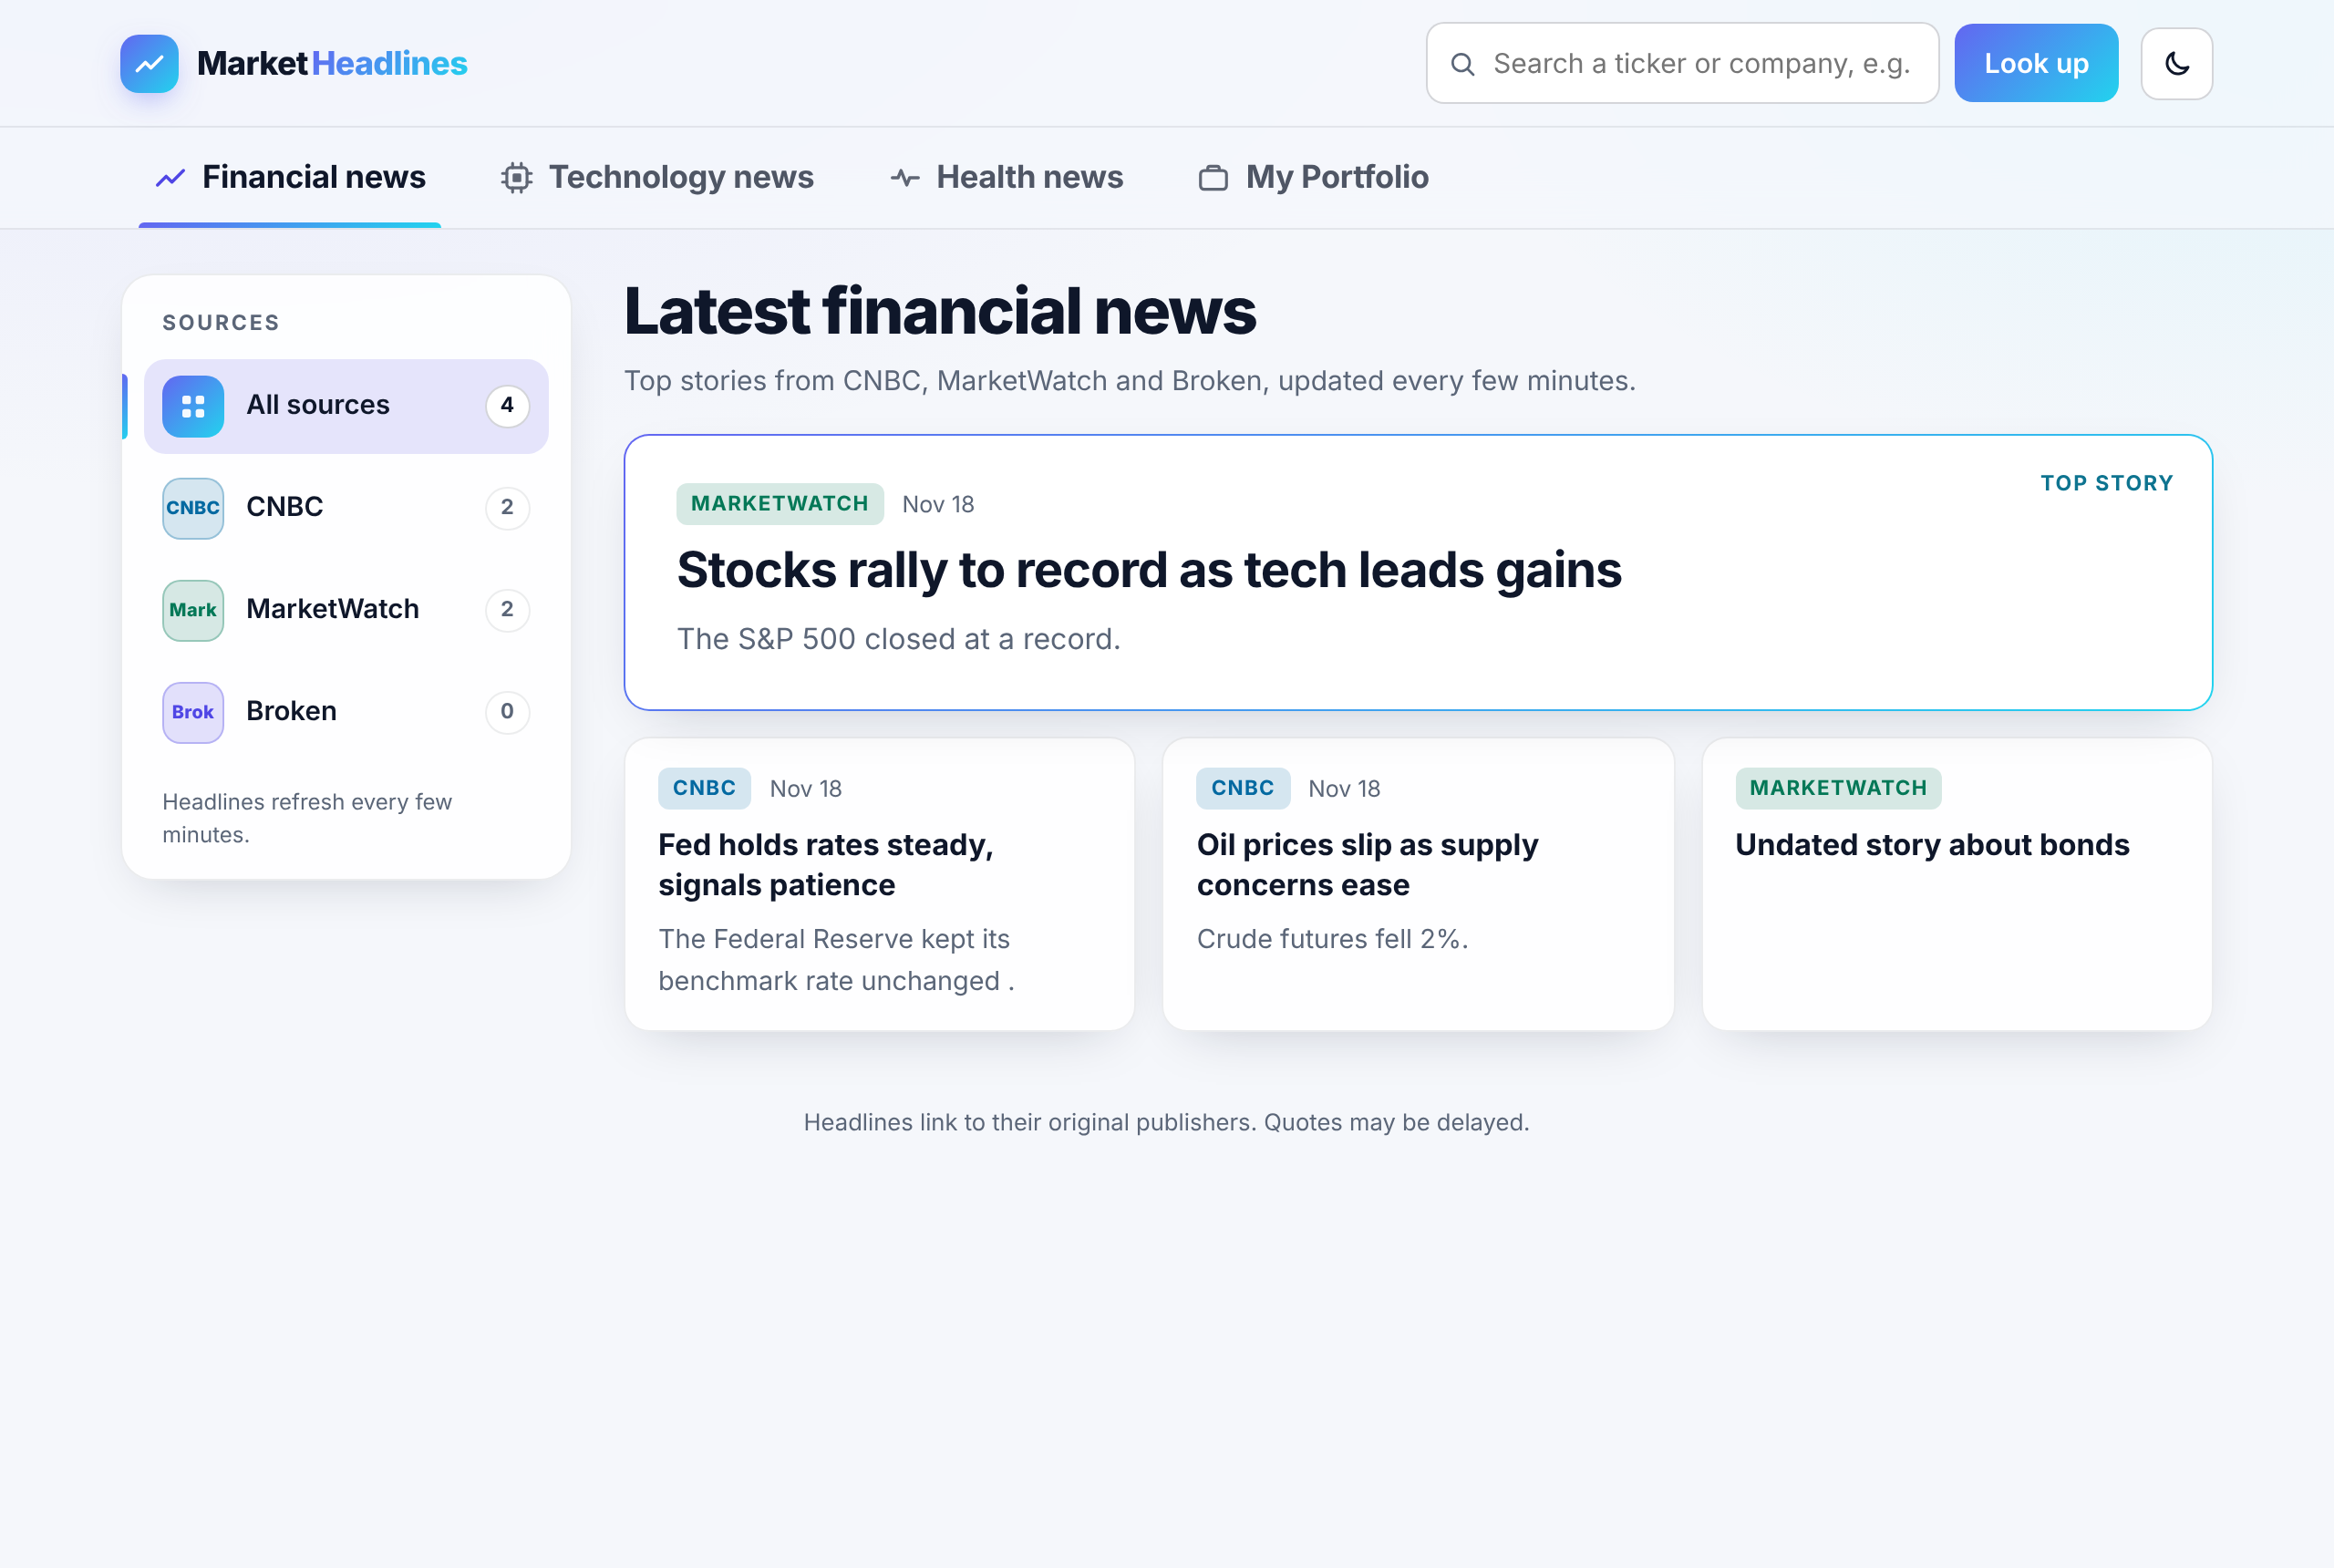 MarketHeadlines
Search a ticker or company, e.g.
Look up
Financial news
Technology news
Health news
My Portfolio
SOURCES
All sources
4
CNBC
CNBC
2
Mark
MarketWatch
2
Brok
Broken
0
Headlines refresh every few
minutes.
Latest financial news
Top stories from CNBC, MarketWatch and Broken, updated every few minutes.
TOP STORY
MARKETWATCH Nov 18
Stocks rally to record as tech leads gains
The S&P 500 closed at a record.
CNBC Nov 18
Fed holds rates steady,
signals patience
The Federal Reserve kept its
benchmark rate unchanged .
CNBC Nov 18
Oil prices slip as supply
concerns ease
Crude futures fell 2%.
MARKETWATCH
Undated story about bonds
Headlines link to their original publishers. Quotes may be delayed.